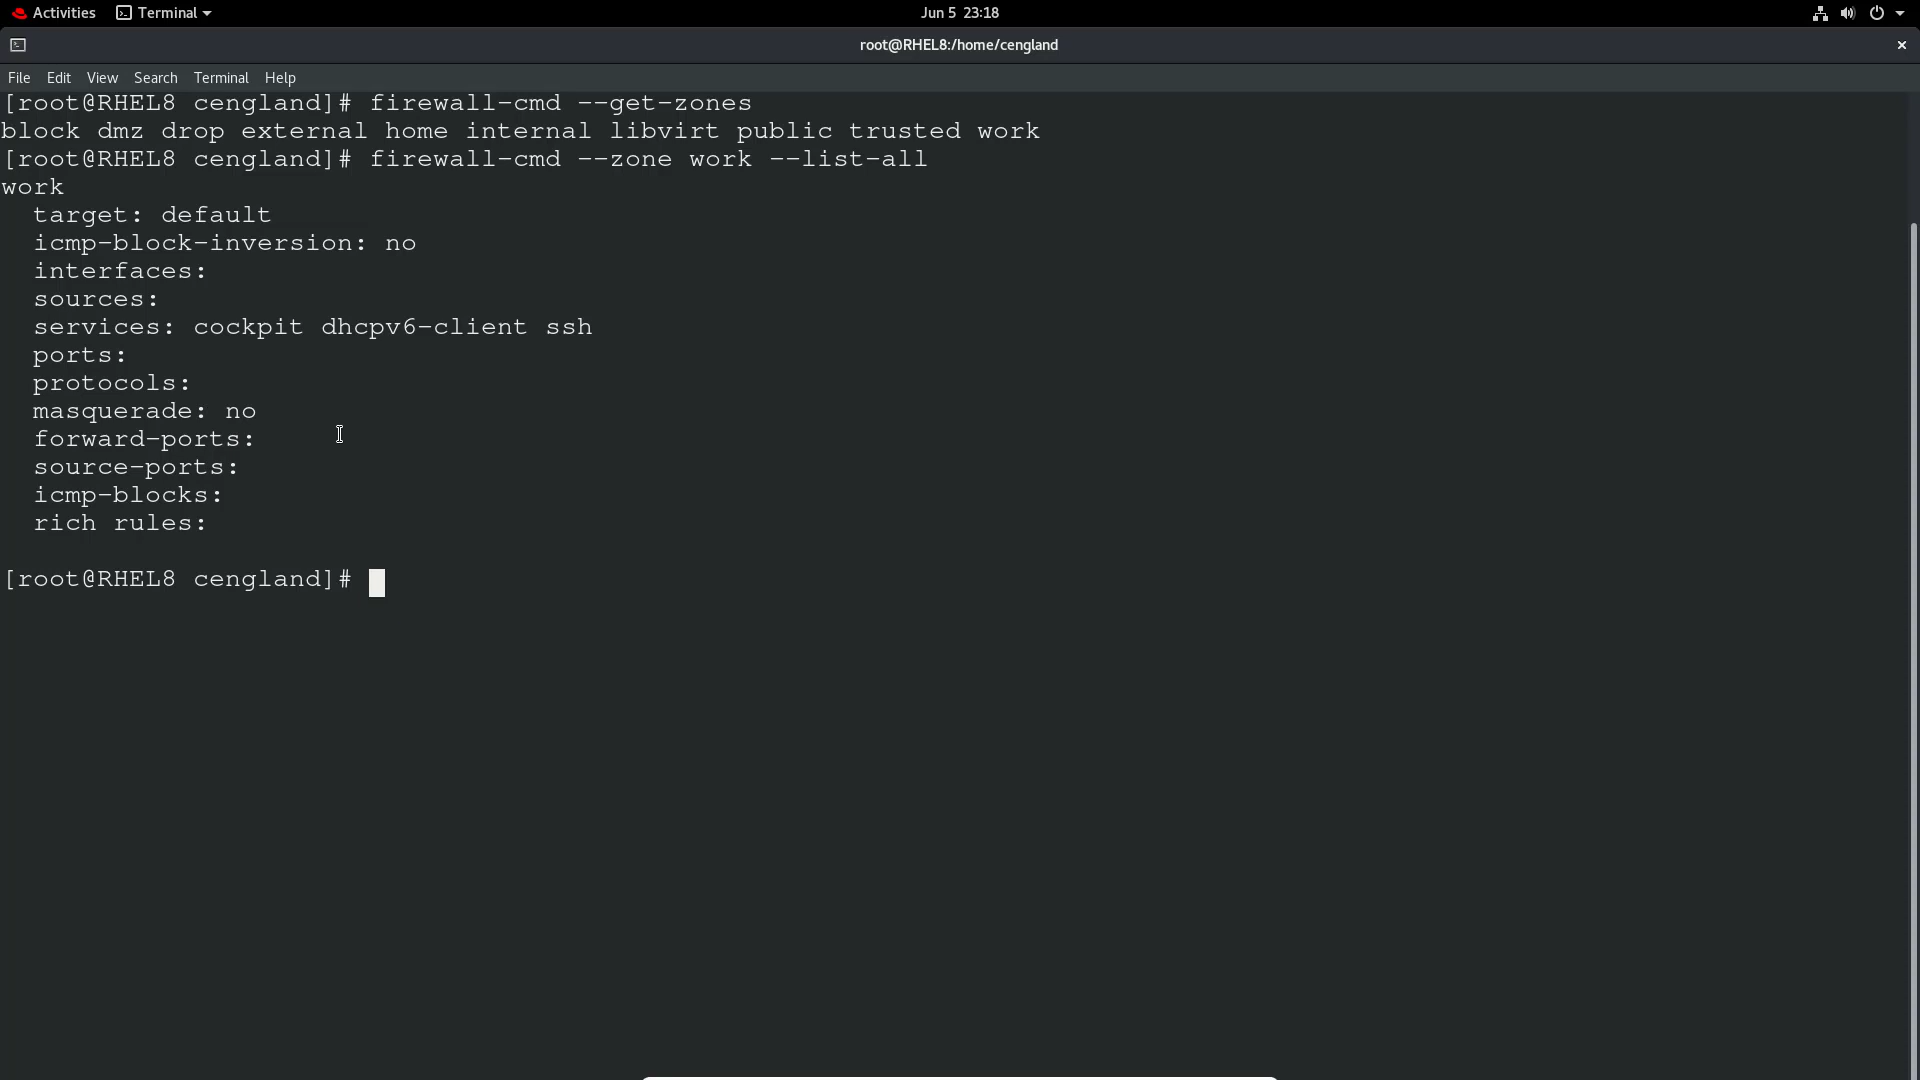 Activities Terminal Jun 5 23:18
root@RHEL8:/home/cengland ×
File Edit View Search Terminal Help
[root@RHEL8 cengland]# firewall-cmd --get-zones
block dmz drop external home internal libvirt public trusted work
[root@RHEL8 cengland]# firewall-cmd --zone work --list-all
work
  target: default
  icmp-block-inversion: no
  interfaces:
  sources:
  services: cockpit dhcpv6-client ssh
  ports:
  protocols:
  masquerade: no
  forward-ports:
  source-ports:
  icmp-blocks:
  rich rules:
[root@RHEL8 cengland]#